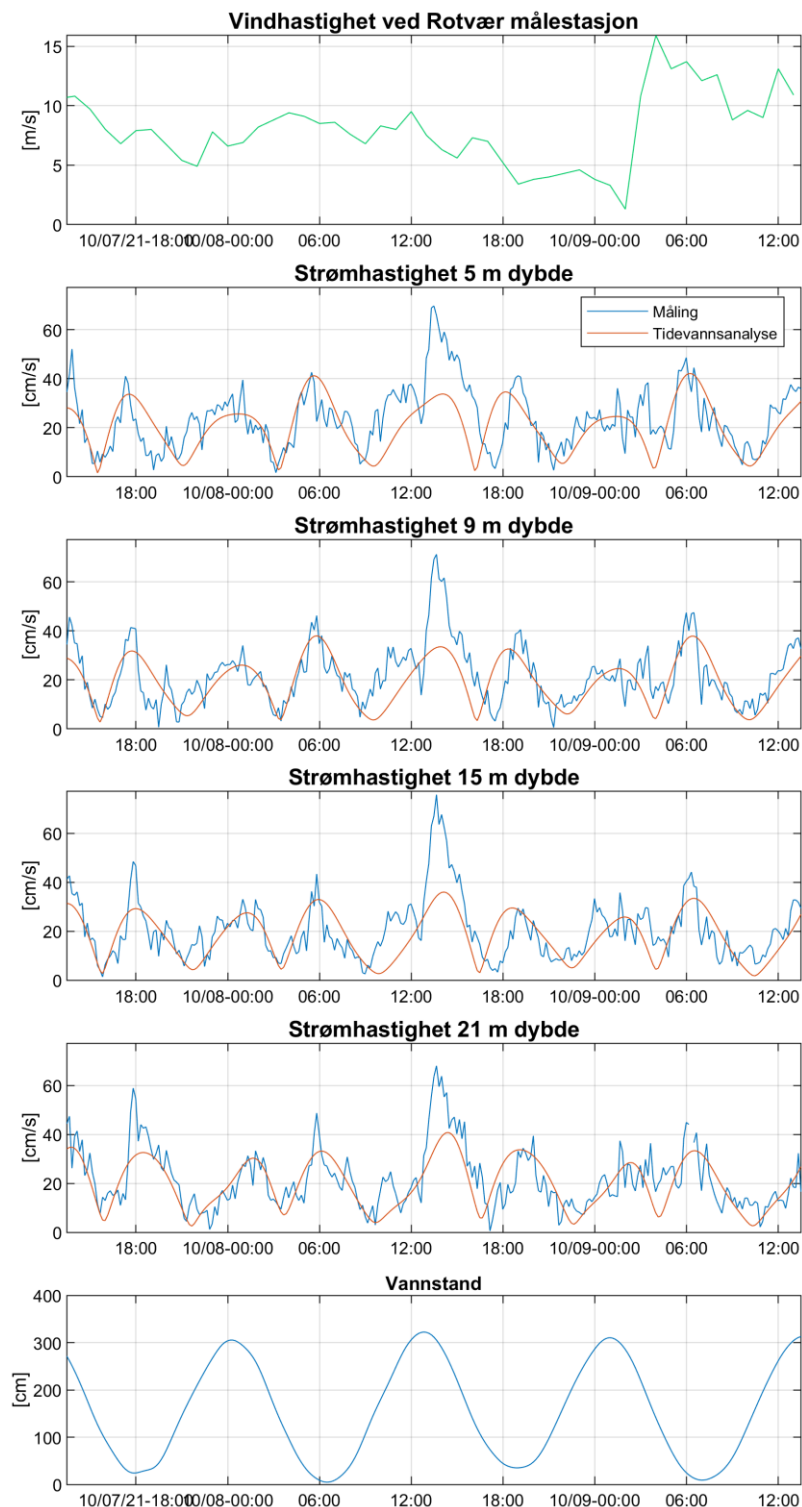 Vindhastighet ved Rotvær målestasjon
15
10
5
0
[m/s]
10/07/21-18:00 10/08-00:00 06:00 12:00 18:00 10/09-00:00 06:00 12:00
Strømhastighet 5 m dybde
Måling
Tidevannsanalyse
60
40
20
0
[cm/s]
18:00 10/08-00:00 06:00 12:00 18:00 10/09-00:00 06:00 12:00
Strømhastighet 9 m dybde
60
40
20
0
[cm/s]
18:00 10/08-00:00 06:00 12:00 18:00 10/09-00:00 06:00 12:00
Strømhastighet 15 m dybde
60
40
20
0
[cm/s]
18:00 10/08-00:00 06:00 12:00 18:00 10/09-00:00 06:00 12:00
Strømhastighet 21 m dybde
60
40
20
0
[cm/s]
18:00 10/08-00:00 06:00 12:00 18:00 10/09-00:00 06:00 12:00
Vannstand
400
300
200
100
0
[cm]
10/07/21-18:00 10/08-00:00 06:00 12:00 18:00 10/09-00:00 06:00 12:00